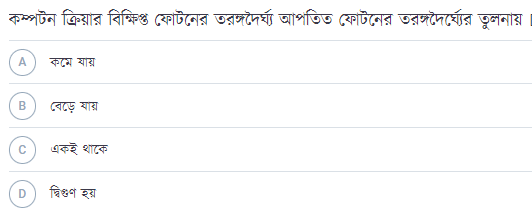 কম্পটন ক্রিয়ার বিক্ষিপ্ত ফোটনের তরঙ্গদৈর্ঘ্য আপতিত ফোটনের তরঙ্গদৈর্ঘ্যের তুলনায় |
A কমে যায়
B বেড়ে যায়
C একই থাকে
D দ্বিগুণ হয়